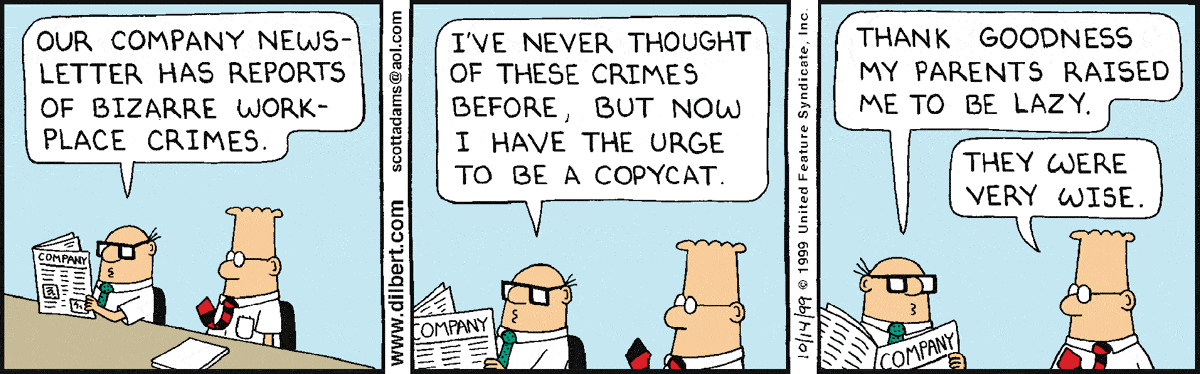 OUR COMPANY NEWS-
LETTER HAS REPORTS
OF BIZARRE WORK-
PLACE CRIMES.
COMPANY
www.dilbert.com scottadams@aol.com
I'VE NEVER THOUGHT
OF THESE CRIMES
BEFORE, BUT NOW
I HAVE THE URGE
TO BE A COPYCAT.
COMPANY
10/14/99 © 1999 United Feature Syndicate, Inc.
THANK GOODNESS
MY PARENTS RAISED
ME TO BE LAZY.
THEY WERE
VERY WISE.
COMPANY